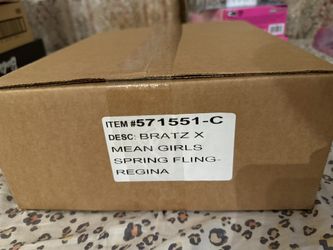 ITEM #571551-C
DESC: BRATZ X
MEAN GIRLS
SPRING FLING-
REGINA